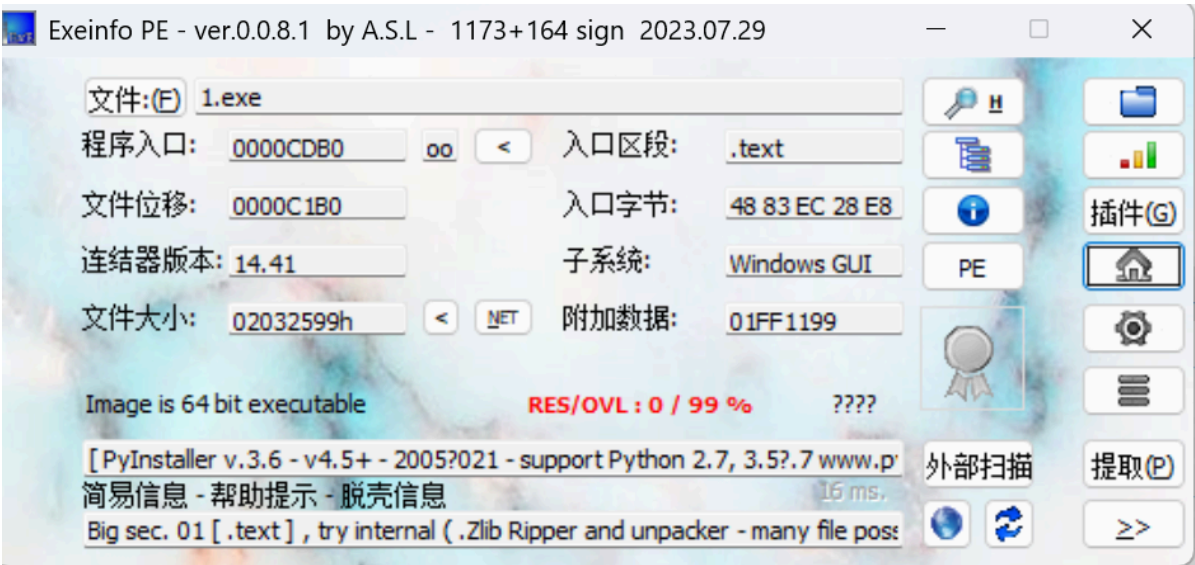 Exeinfo PE - ver.0.0.8.1 by A.S.L - 1173+164 sign 2023.07.29
文件:(F) 1.exe H
程序入口: 0000CDB0 oo < 入口区段: .text
文件位移: 0000C1B0 入口字节: 48 83 EC 28 E8 插件(G)
连结器版本: 14.41 子系统: Windows GUI PE
文件大小: 02032599h < NET 附加数据: 01FF1199
Image is 64 bit executable RES/OVL : 0 / 99 % ????
[ PyInstaller v.3.6 - v4.5+ - 2005?021 - support Python 2.7, 3.5?.7 www.p 外部扫描 提取(P)
简易信息 - 帮助提示 - 脱壳信息 16 ms.
Big sec. 01 [ .text ] , try internal ( .Zlib Ripper and unpacker - many file poss >>